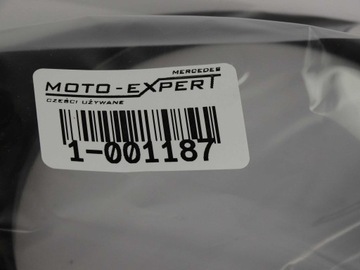 MERCEDES
MOTO-EXPERT
CZĘŚCI UŻYWANE
1-001187